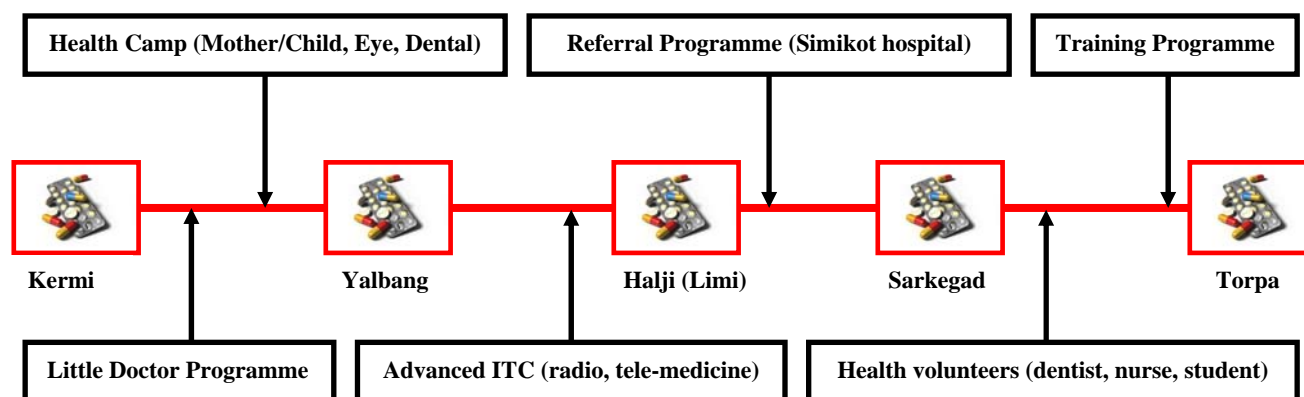 Health Camp (Mother/Child, Eye, Dental)
Referral Programme (Simikot hospital)
Training Programme
Kermi
Yalbang
Halji (Limi)
Sarkegad
Torpa
Little Doctor Programme
Advanced ITC (radio, tele-medicine)
Health volunteers (dentist, nurse, student)